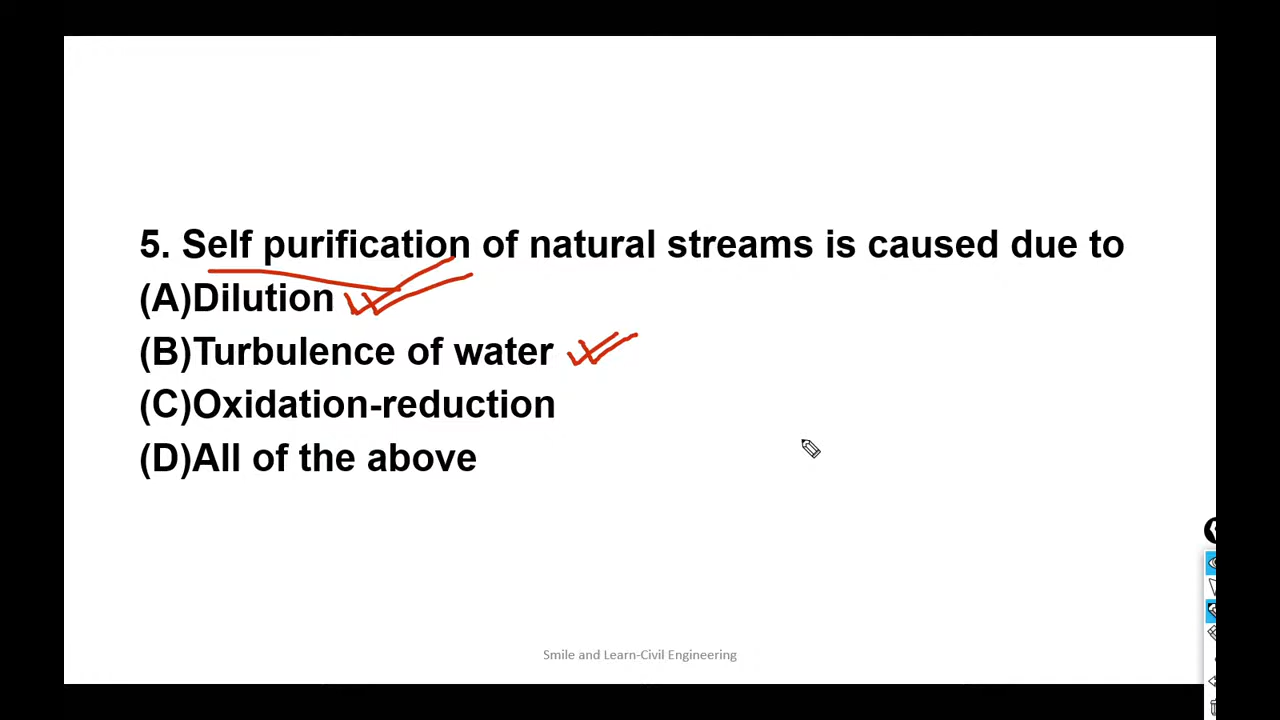 5. Self purification of natural streams is caused due to
(A)Dilution
(B)Turbulence of water
(C)Oxidation-reduction
(D)All of the above
Smile and Learn-Civil Engineering